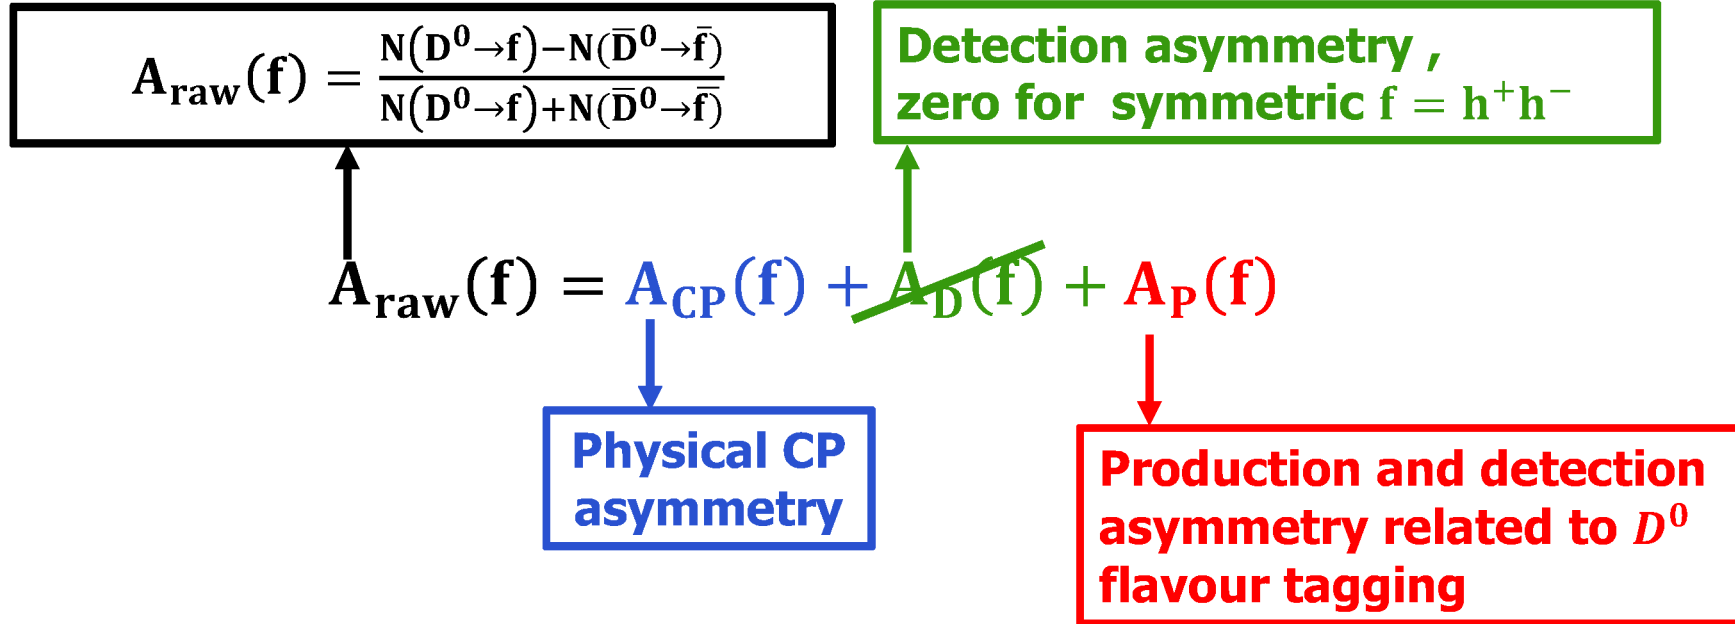 A_raw(f) = (N(D⁰→f)−N(D̄⁰→f̄))/(N(D⁰→f)+N(D̄⁰→f̄))
Detection asymmetry ,
zero for symmetric f = h⁺h⁻
A_raw(f) = A_CP(f) + A_D(f) + A_P(f)
Physical CP
asymmetry
Production and detection
asymmetry related to D⁰
flavour tagging